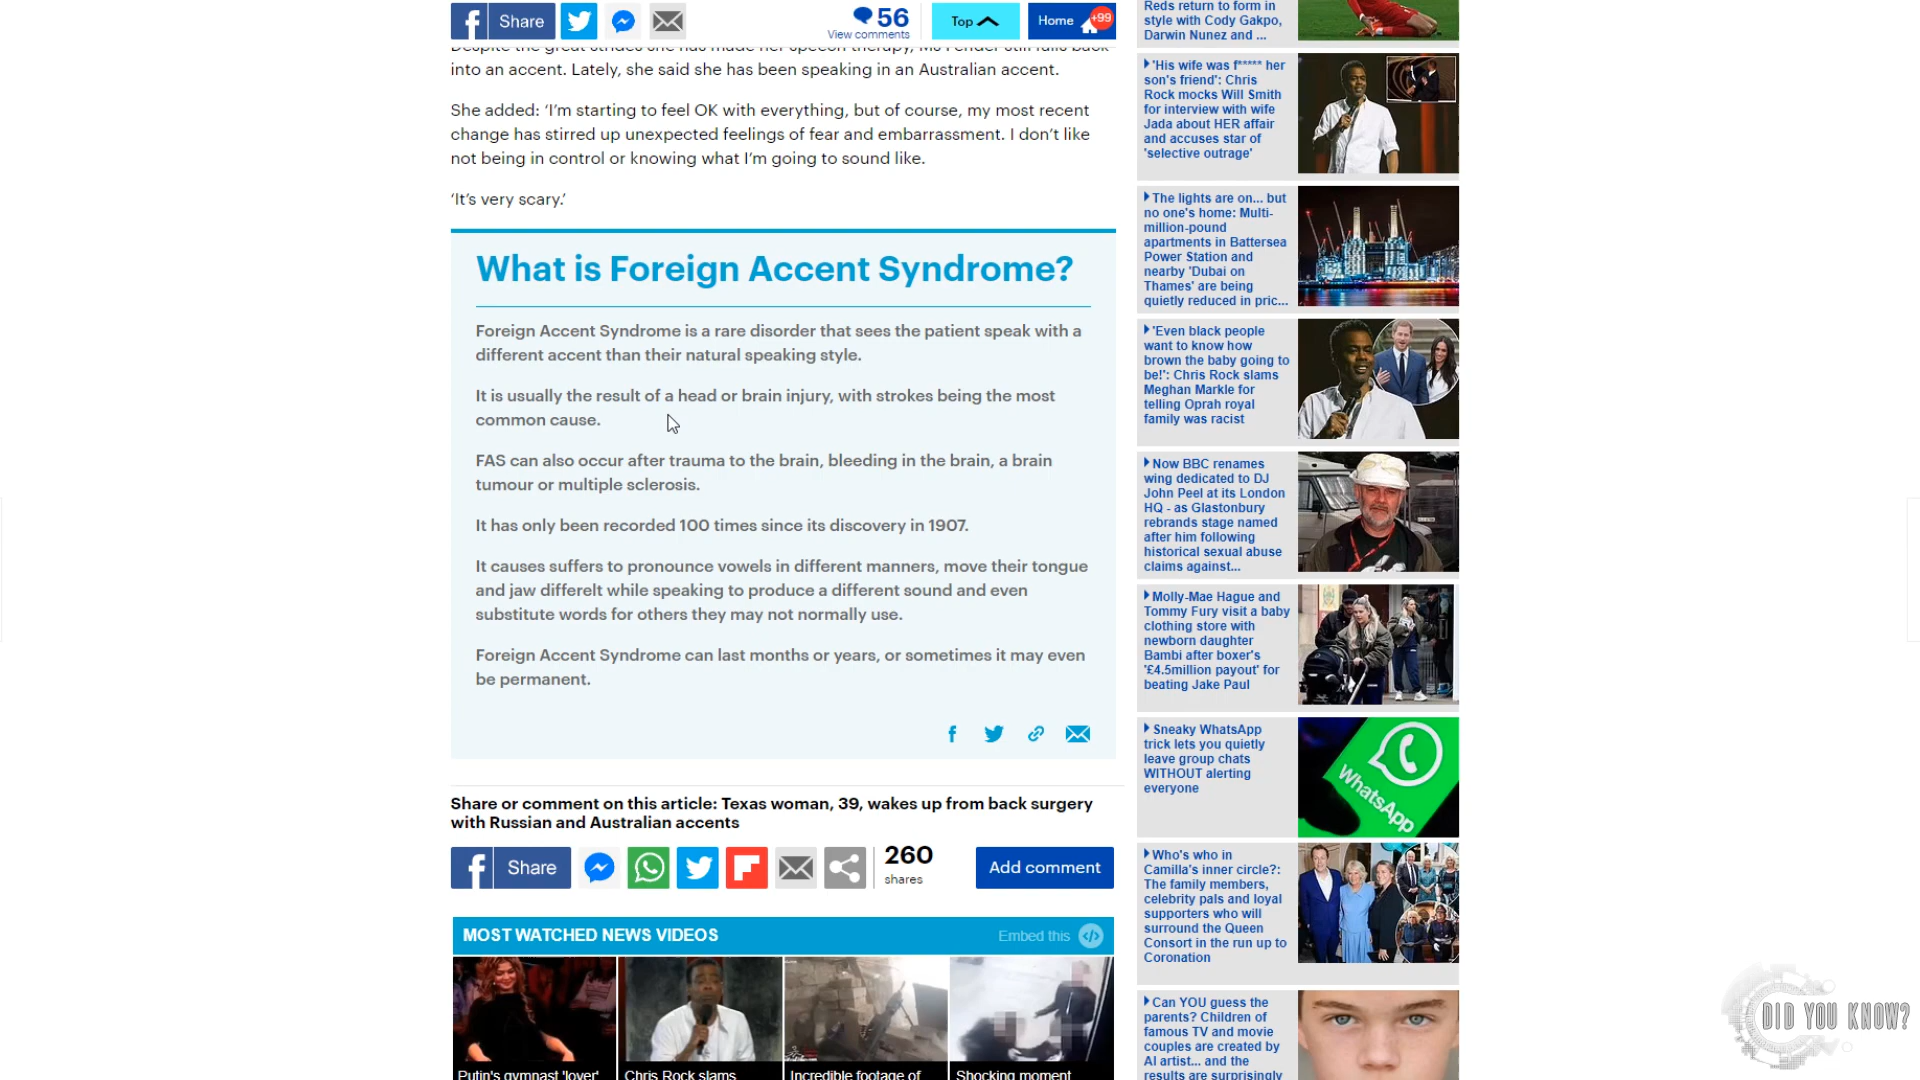 Share
56
View comments
Top
Home
+99
into an accent. Lately, she said she has been speaking in an Australian accent.
She added: ‘I’m starting to feel OK with everything, but of course, my most recent
change has stirred up unexpected feelings of fear and embarrassment. I don’t like
not being in control or knowing what I’m going to sound like.
‘It’s very scary.’
What is Foreign Accent Syndrome?
Foreign Accent Syndrome is a rare disorder that sees the patient speak with a
different accent than their natural speaking style.
It is usually the result of a head or brain injury, with strokes being the most
common cause.
FAS can also occur after trauma to the brain, bleeding in the brain, a brain
tumour or multiple sclerosis.
It has only been recorded 100 times since its discovery in 1907.
It causes suffers to pronounce vowels in different manners, move their tongue
and jaw differelt while speaking to produce a different sound and even
substitute words for others they may not normally use.
Foreign Accent Syndrome can last months or years, or sometimes it may even
be permanent.
Share or comment on this article: Texas woman, 39, wakes up from back surgery
with Russian and Australian accents
Share
260
shares
Add comment
MOST WATCHED NEWS VIDEOS
Embed this
Putin's gymnast 'lover'
Chris Rock slams
Incredible footage of
Shocking moment
Reds return to form in
style with Cody Gakpo,
Darwin Nunez and ...
'His wife was f***** her
son's friend': Chris
Rock mocks Will Smith
for interview with wife
Jada about HER affair
and accuses star of
'selective outrage'
The lights are on... but
no one's home: Multi-
million-pound
apartments in Battersea
Power Station and
nearby 'Dubai on
Thames' are being
quietly reduced in pric...
'Even black people
want to know how
brown the baby going to
be!': Chris Rock slams
Meghan Markle for
telling Oprah royal
family was racist
Now BBC renames
wing dedicated to DJ
John Peel at its London
HQ - as Glastonbury
rebrands stage named
after him following
historical sexual abuse
claims against...
Molly-Mae Hague and
Tommy Fury visit a baby
clothing store with
newborn daughter
Bambi after boxer's
'£4.5million payout' for
beating Jake Paul
Sneaky WhatsApp
trick lets you quietly
leave group chats
WITHOUT alerting
everyone
WhatsApp
Who's who in
Camilla's inner circle?:
The family members,
celebrity pals and loyal
supporters who will
surround the Queen
Consort in the run up to
Coronation
Can YOU guess the
parents? Children of
famous TV and movie
couples are created by
AI artist... and the
results are surprisingly
DID YOU KNOW?